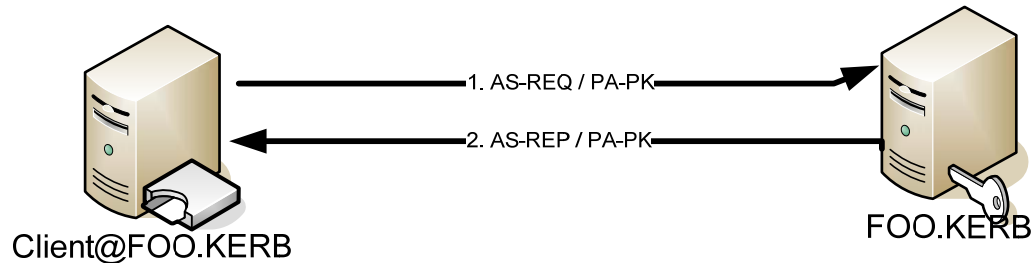 1. AS-REQ / PA-PK
2. AS-REP / PA-PK
Client@FOO.KERB
FOO.KERB